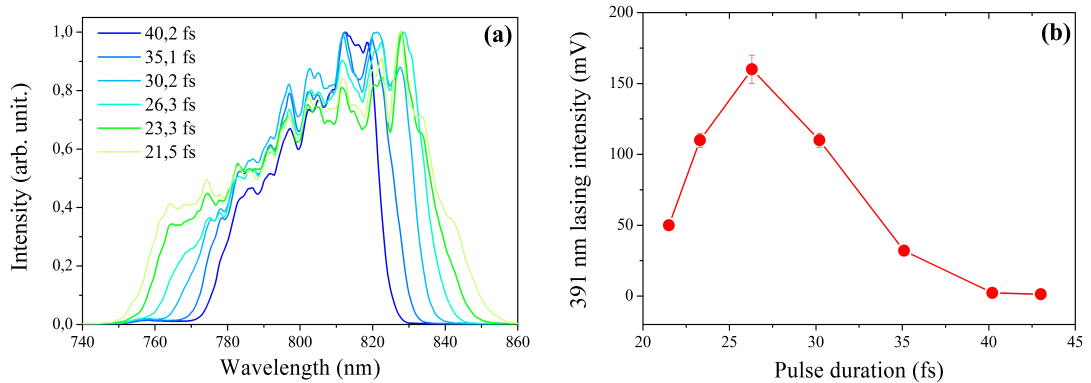 (a)
40,2 fs
35,1 fs
30,2 fs
26,3 fs
23,3 fs
21,5 fs
Intensity (arb. unit.)
1,0
0,8
0,6
0,4
0,2
0,0
740 760 780 800 820 840 860
Wavelength (nm)
(b)
391 nm lasing intensity (mV)
200
150
100
50
0
20 25 30 35 40 45
Pulse duration (fs)